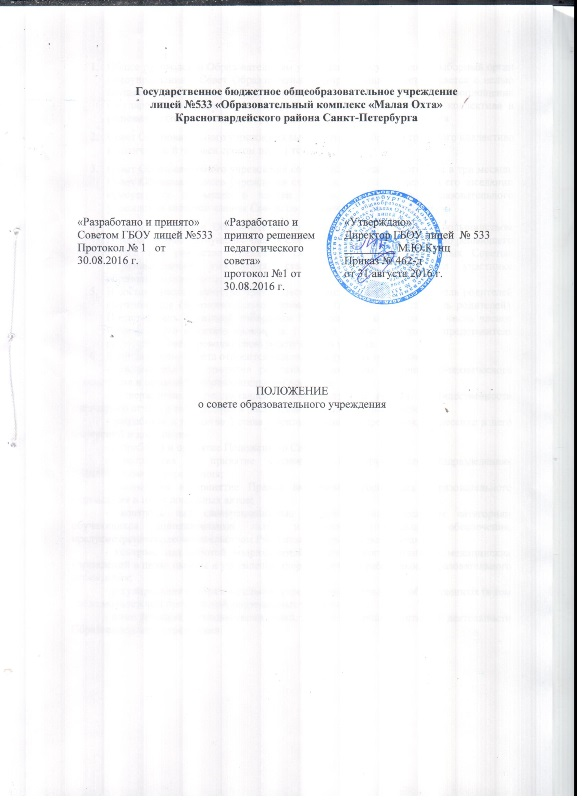 Государственное бюджетное общеобразовательное учреждение
лицей №533 «Образовательный комплекс «Малая Охта»
Красногвардейского района Санкт-Петербурга
«Разработано и принято»
Советом ГБОУ лицей №533
Протокол № 1 от
30.08.2016 г.
«Разработано и
принято решением
педагогического
совета»
протокол №1 от
30.08.2016 г.
«Утверждаю»
Директор ГБОУ лицей № 533
М.Ю.Кунц
Приказ № 462-д
от 31 августа 2016 г.
ПОЛОЖЕНИЕ
о совете образовательного учреждения